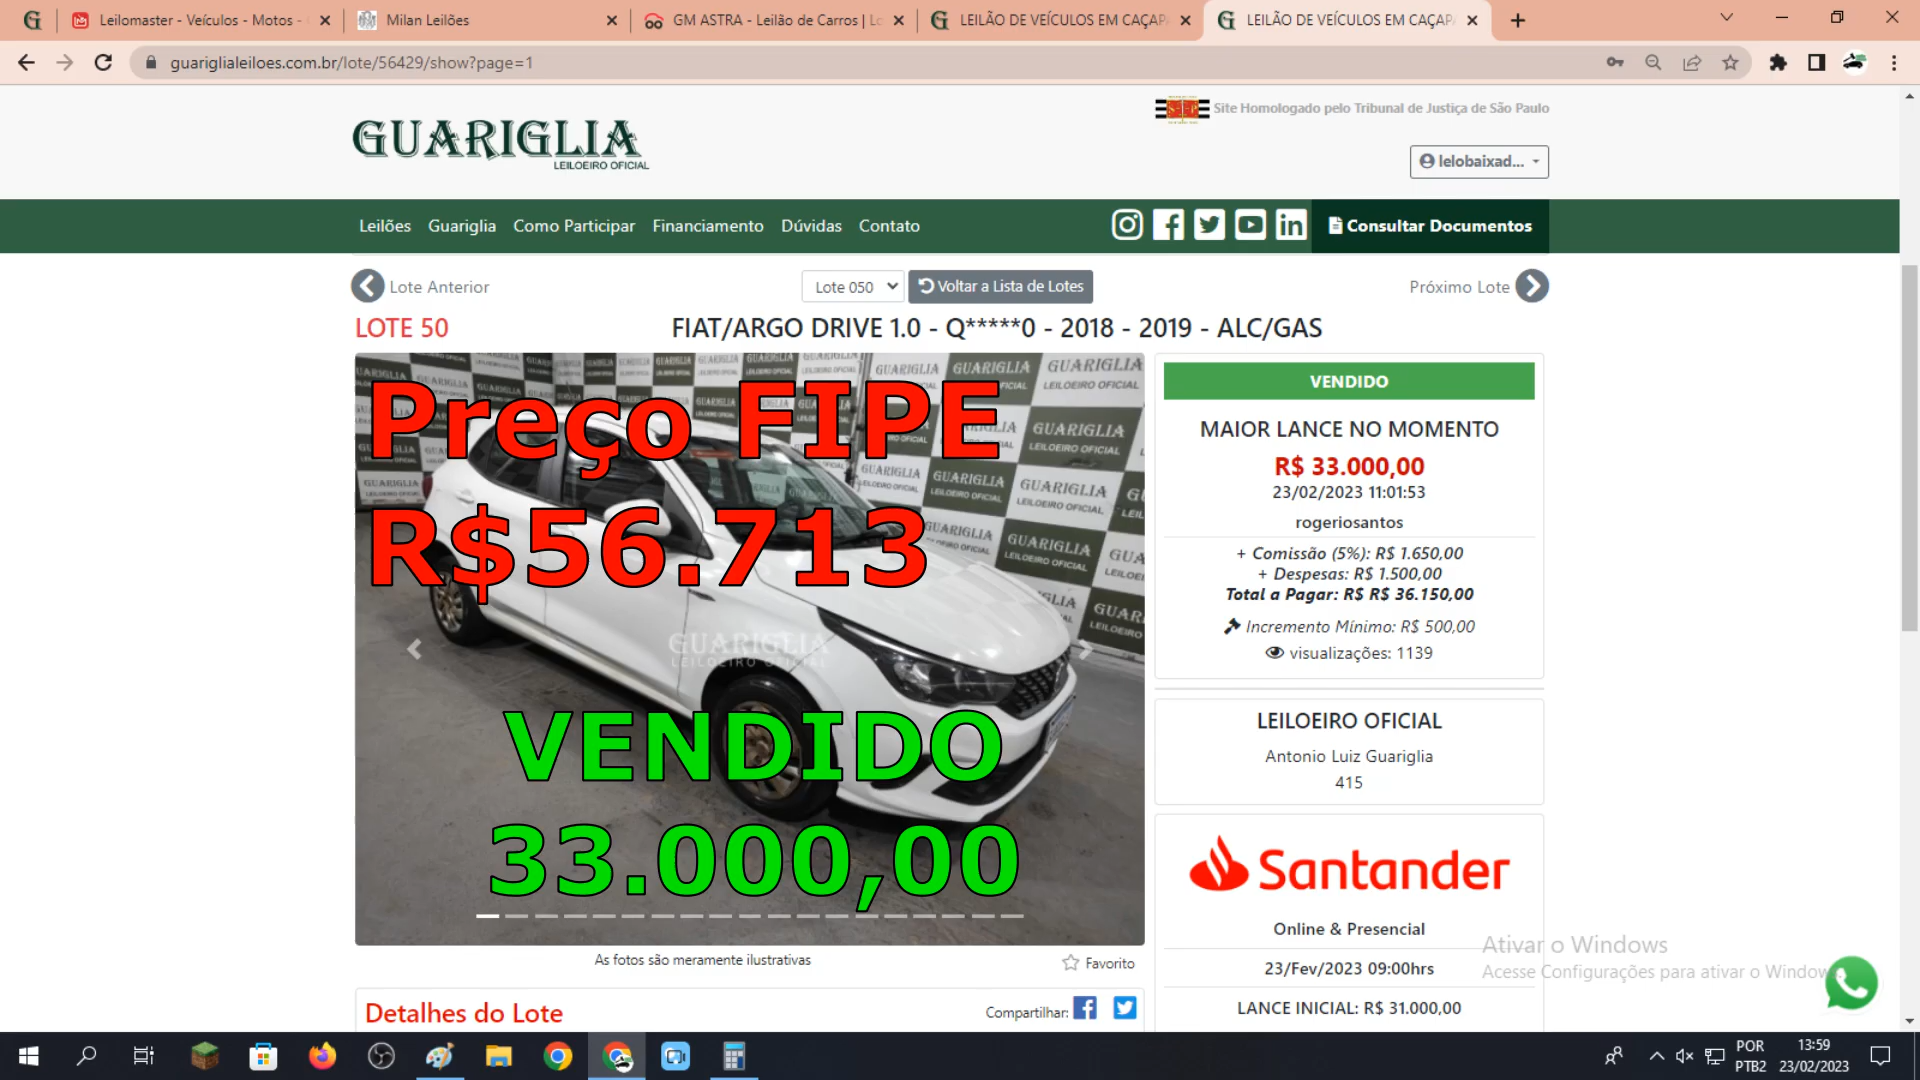 Leilomaster - Veículos - Motos -
Milan Leilões
GM ASTRA - Leilão de Carros | Lo
LEILÃO DE VEÍCULOS EM CAÇAPA
LEILÃO DE VEÍCULOS EM CAÇAPA
guariglialeiloes.com.br/lote/56429/show?page=1
Site Homologado pelo Tribunal de Justiça de São Paulo
GUARIGLIA
LEILOEIRO OFICIAL
lelobaixad...
Leilões Guariglia Como Participar Financiamento Dúvidas Contato
Consultar Documentos
Lote Anterior
Lote 050
Voltar a Lista de Lotes
Próximo Lote
LOTE 50
FIAT/ARGO DRIVE 1.0 - Q*****0 - 2018 - 2019 - ALC/GAS
Preço FIPE
R$56.713
GUARIGLIA
LEILOEIRO OFICIAL
VENDIDO
33.000,00
As fotos são meramente ilustrativas
Favorito
Detalhes do Lote
Compartilhar:
VENDIDO
MAIOR LANCE NO MOMENTO
R$ 33.000,00
23/02/2023 11:01:53
rogeriosantos
+ Comissão (5%): R$ 1.650,00
+ Despesas: R$ 1.500,00
Total a Pagar: R$ R$ 36.150,00
Incremento Mínimo: R$ 500,00
visualizações: 1139
LEILOEIRO OFICIAL
Antonio Luiz Guariglia
415
Santander
Online & Presencial
23/Fev/2023 09:00hrs
LANCE INICIAL: R$ 31.000,00
Ativar o Windows
Acesse Configurações para ativar o Window
POR
PTB2
13:59
23/02/2023